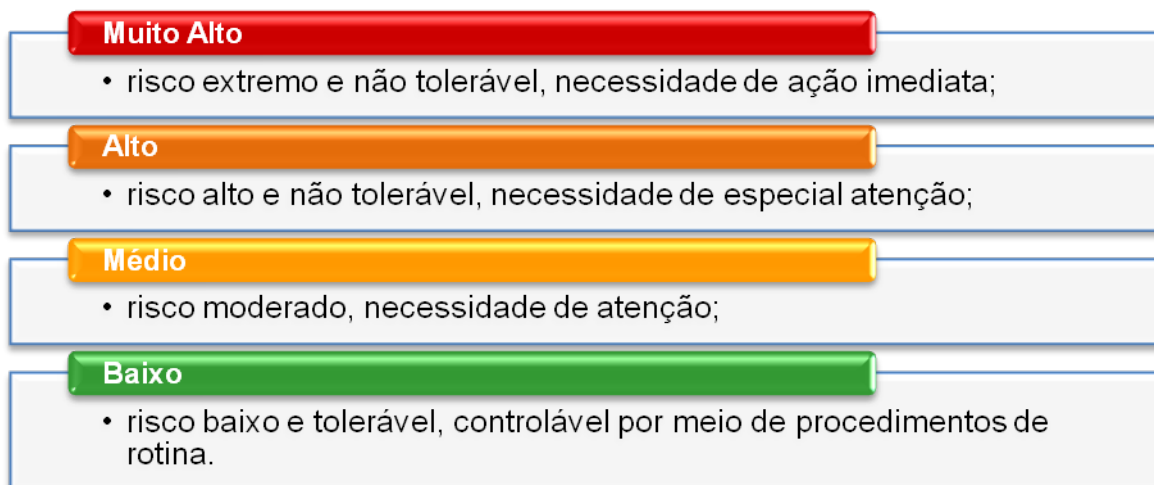 Muito Alto
• risco extremo e não tolerável, necessidade de ação imediata;
Alto
• risco alto e não tolerável, necessidade de especial atenção;
Médio
• risco moderado, necessidade de atenção;
Baixo
• risco baixo e tolerável, controlável por meio de procedimentos de
rotina.